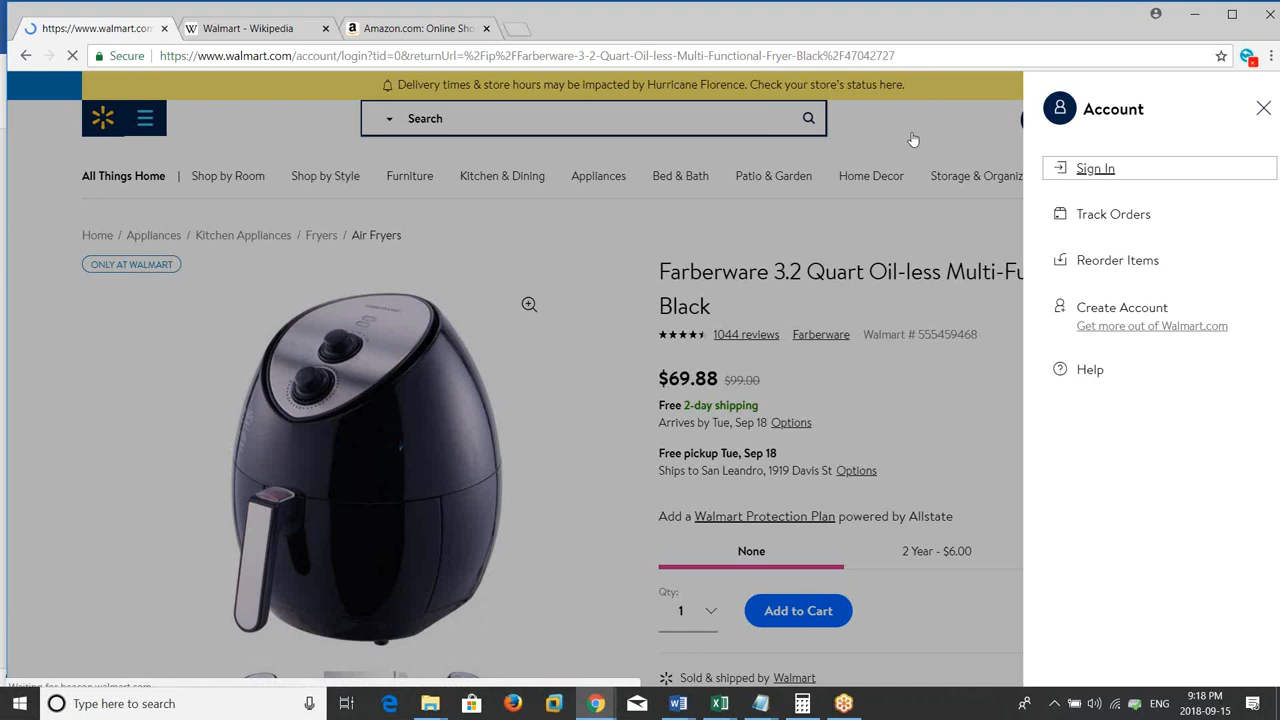 https://www.walmart.com
Walmart - Wikipedia
Amazon.com: Online Sho
Secure
https://www.walmart.com/account/login?tid=0&returnUrl=%2Fip%2FFarberware-3-2-Quart-Oil-less-Multi-Functional-Fryer-Black%2F47042727
Delivery times & store hours may be impacted by Hurricane Florence. Check your store's status here.
Search
Account
Sign In
Track Orders
Reorder Items
Create Account
Get more out of Walmart.com
Help
All Things Home | Shop by Room Shop by Style Furniture Kitchen & Dining Appliances Bed & Bath Patio & Garden Home Decor Storage & Organiz
Home / Appliances / Kitchen Appliances / Fryers / Air Fryers
ONLY AT WALMART
Farberware 3.2 Quart Oil-less Multi-Fu
Black
1044 reviews Farberware Walmart # 555459468
$69.88 $99.00
Free 2-day shipping
Arrives by Tue, Sep 18 Options
Free pickup Tue, Sep 18
Ships to San Leandro, 1919 Davis St Options
Add a Walmart Protection Plan powered by Allstate
None 2 Year - $6.00
Qty:
1
Add to Cart
Sold & shipped by Walmart
Waiting for beacon.walmart.com...
Type here to search
ENG
9:18 PM
2018-09-15